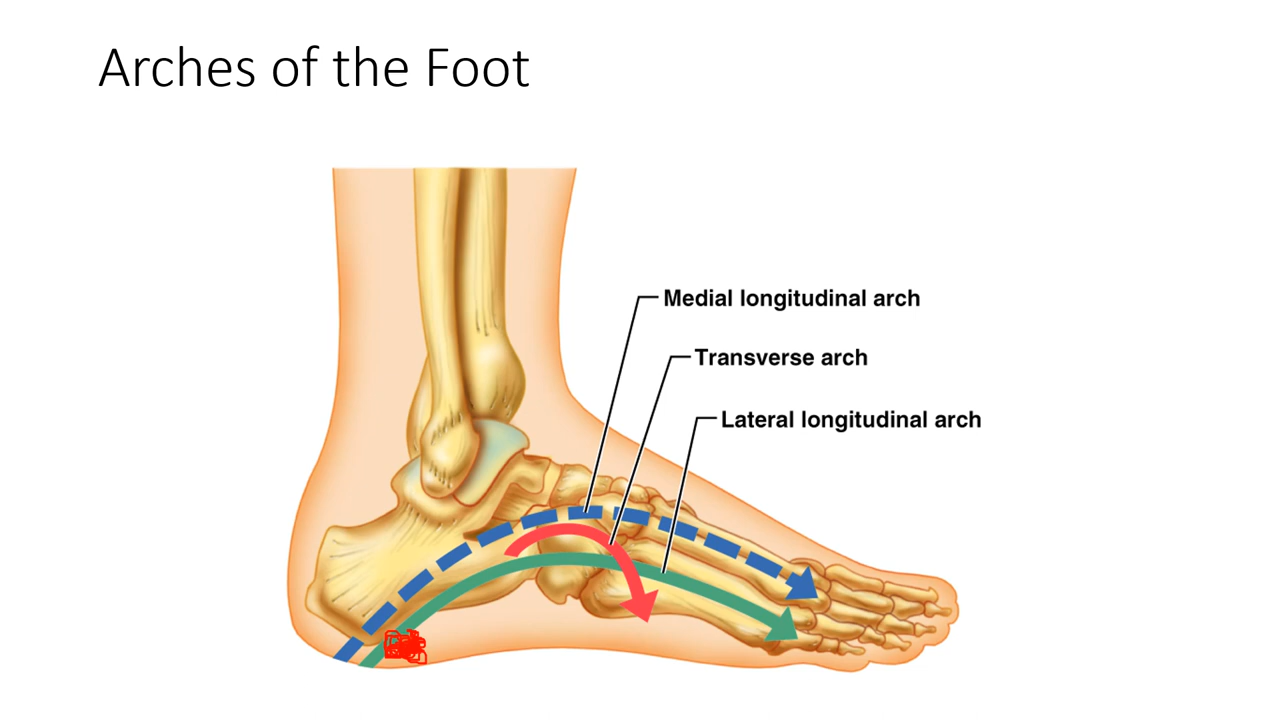 Arches of the Foot
Medial longitudinal arch
Transverse arch
Lateral longitudinal arch